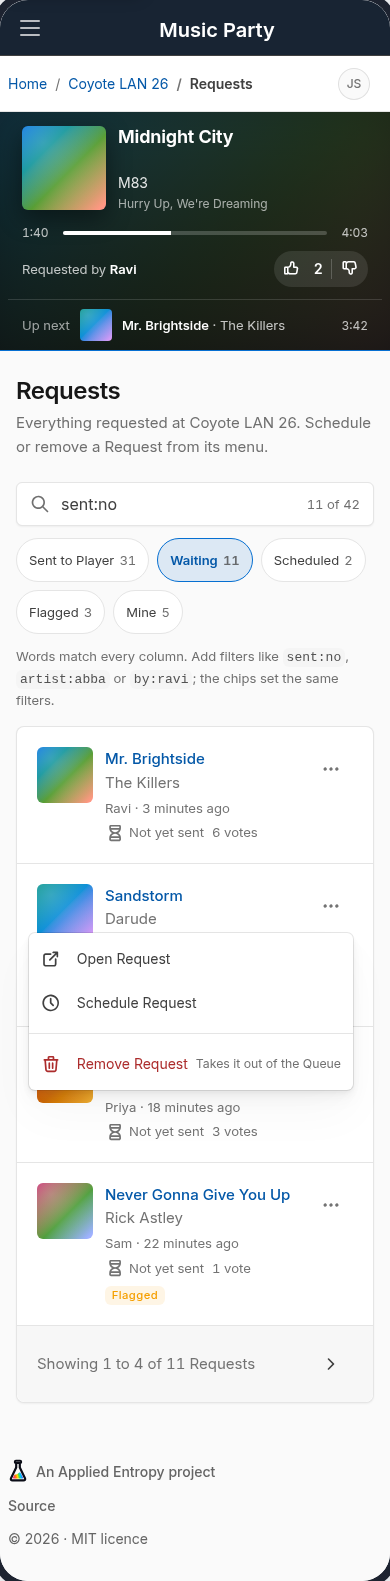 Music Party
Home / Coyote LAN 26 / Requests JS
Midnight City
M83
Hurry Up, We're Dreaming
1:40 4:03
Requested by Ravi 2
Up next Mr. Brightside · The Killers 3:42
Requests
Everything requested at Coyote LAN 26. Schedule
or remove a Request from its menu.
sent:no 11 of 42
Sent to Player 31 Waiting 11 Scheduled 2
Flagged 3 Mine 5
Words match every column. Add filters like sent:no,
artist:abba or by:ravi; the chips set the same
filters.
Mr. Brightside
The Killers
Ravi · 3 minutes ago
Not yet sent 6 votes
Sandstorm
Darude
Open Request
Schedule Request
Remove Request Takes it out of the Queue
Priya · 18 minutes ago
Not yet sent 3 votes
Never Gonna Give You Up
Rick Astley
Sam · 22 minutes ago
Not yet sent 1 vote
Flagged
Showing 1 to 4 of 11 Requests
An Applied Entropy project
Source
© 2026 · MIT licence